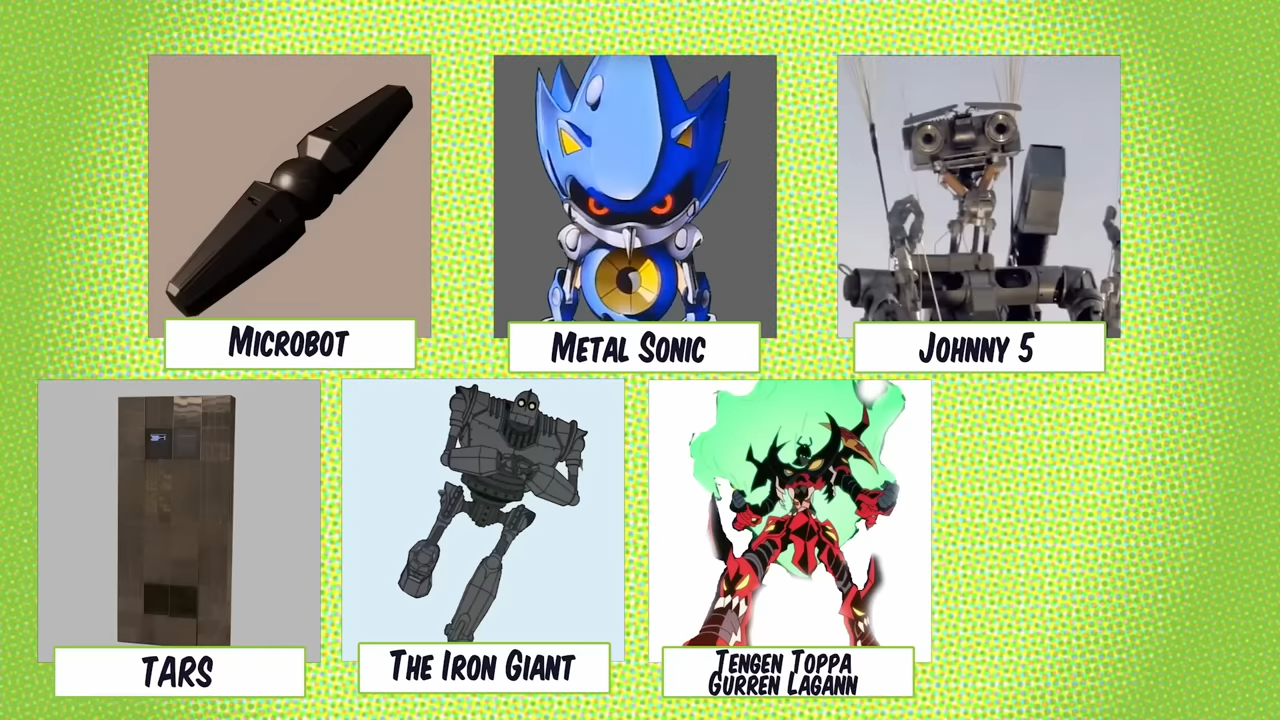 Microbot
Metal Sonic
Johnny 5
TARS
The Iron Giant
Tengen Toppa
Gurren Lagann